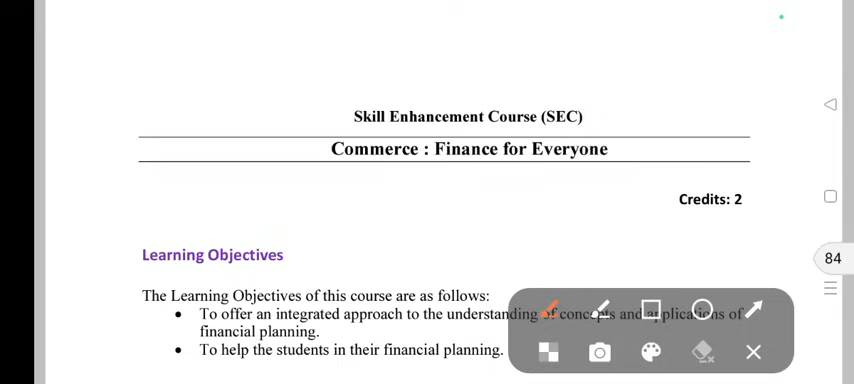 Skill Enhancement Course (SEC)
Commerce : Finance for Everyone
Credits: 2
Learning Objectives
The Learning Objectives of this course are as follows:
• To offer an integrated approach to the understanding of concepts and applications of
financial planning.
• To help the students in their financial planning.
84